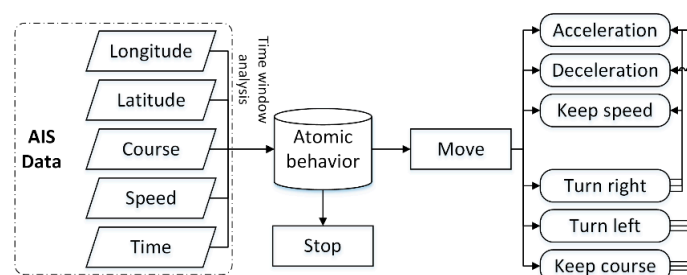 AIS
Data
Longitude
Latitude
Course
Speed
Time
Time window
analysis
Atomic
behavior
Stop
Move
Acceleration
Deceleration
Keep speed
Turn right
Turn left
Keep course